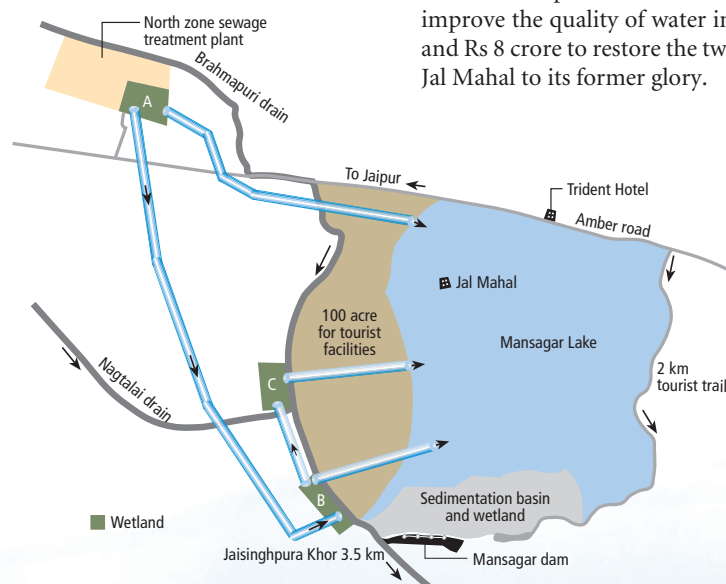 improve the quality of water in
and Rs 8 crore to restore the tw
Jal Mahal to its former glory.
North zone sewage
treatment plant
Brahmapuri drain
A
To Jaipur
Trident Hotel
Amber road
Jal Mahal
100 acre
for tourist
facilities
Mansagar Lake
2 km
tourist trail
C
Nagtalai drain
B
Sedimentation basin
and wetland
Wetland
Jaisinghpura Khor 3.5 km
Mansagar dam